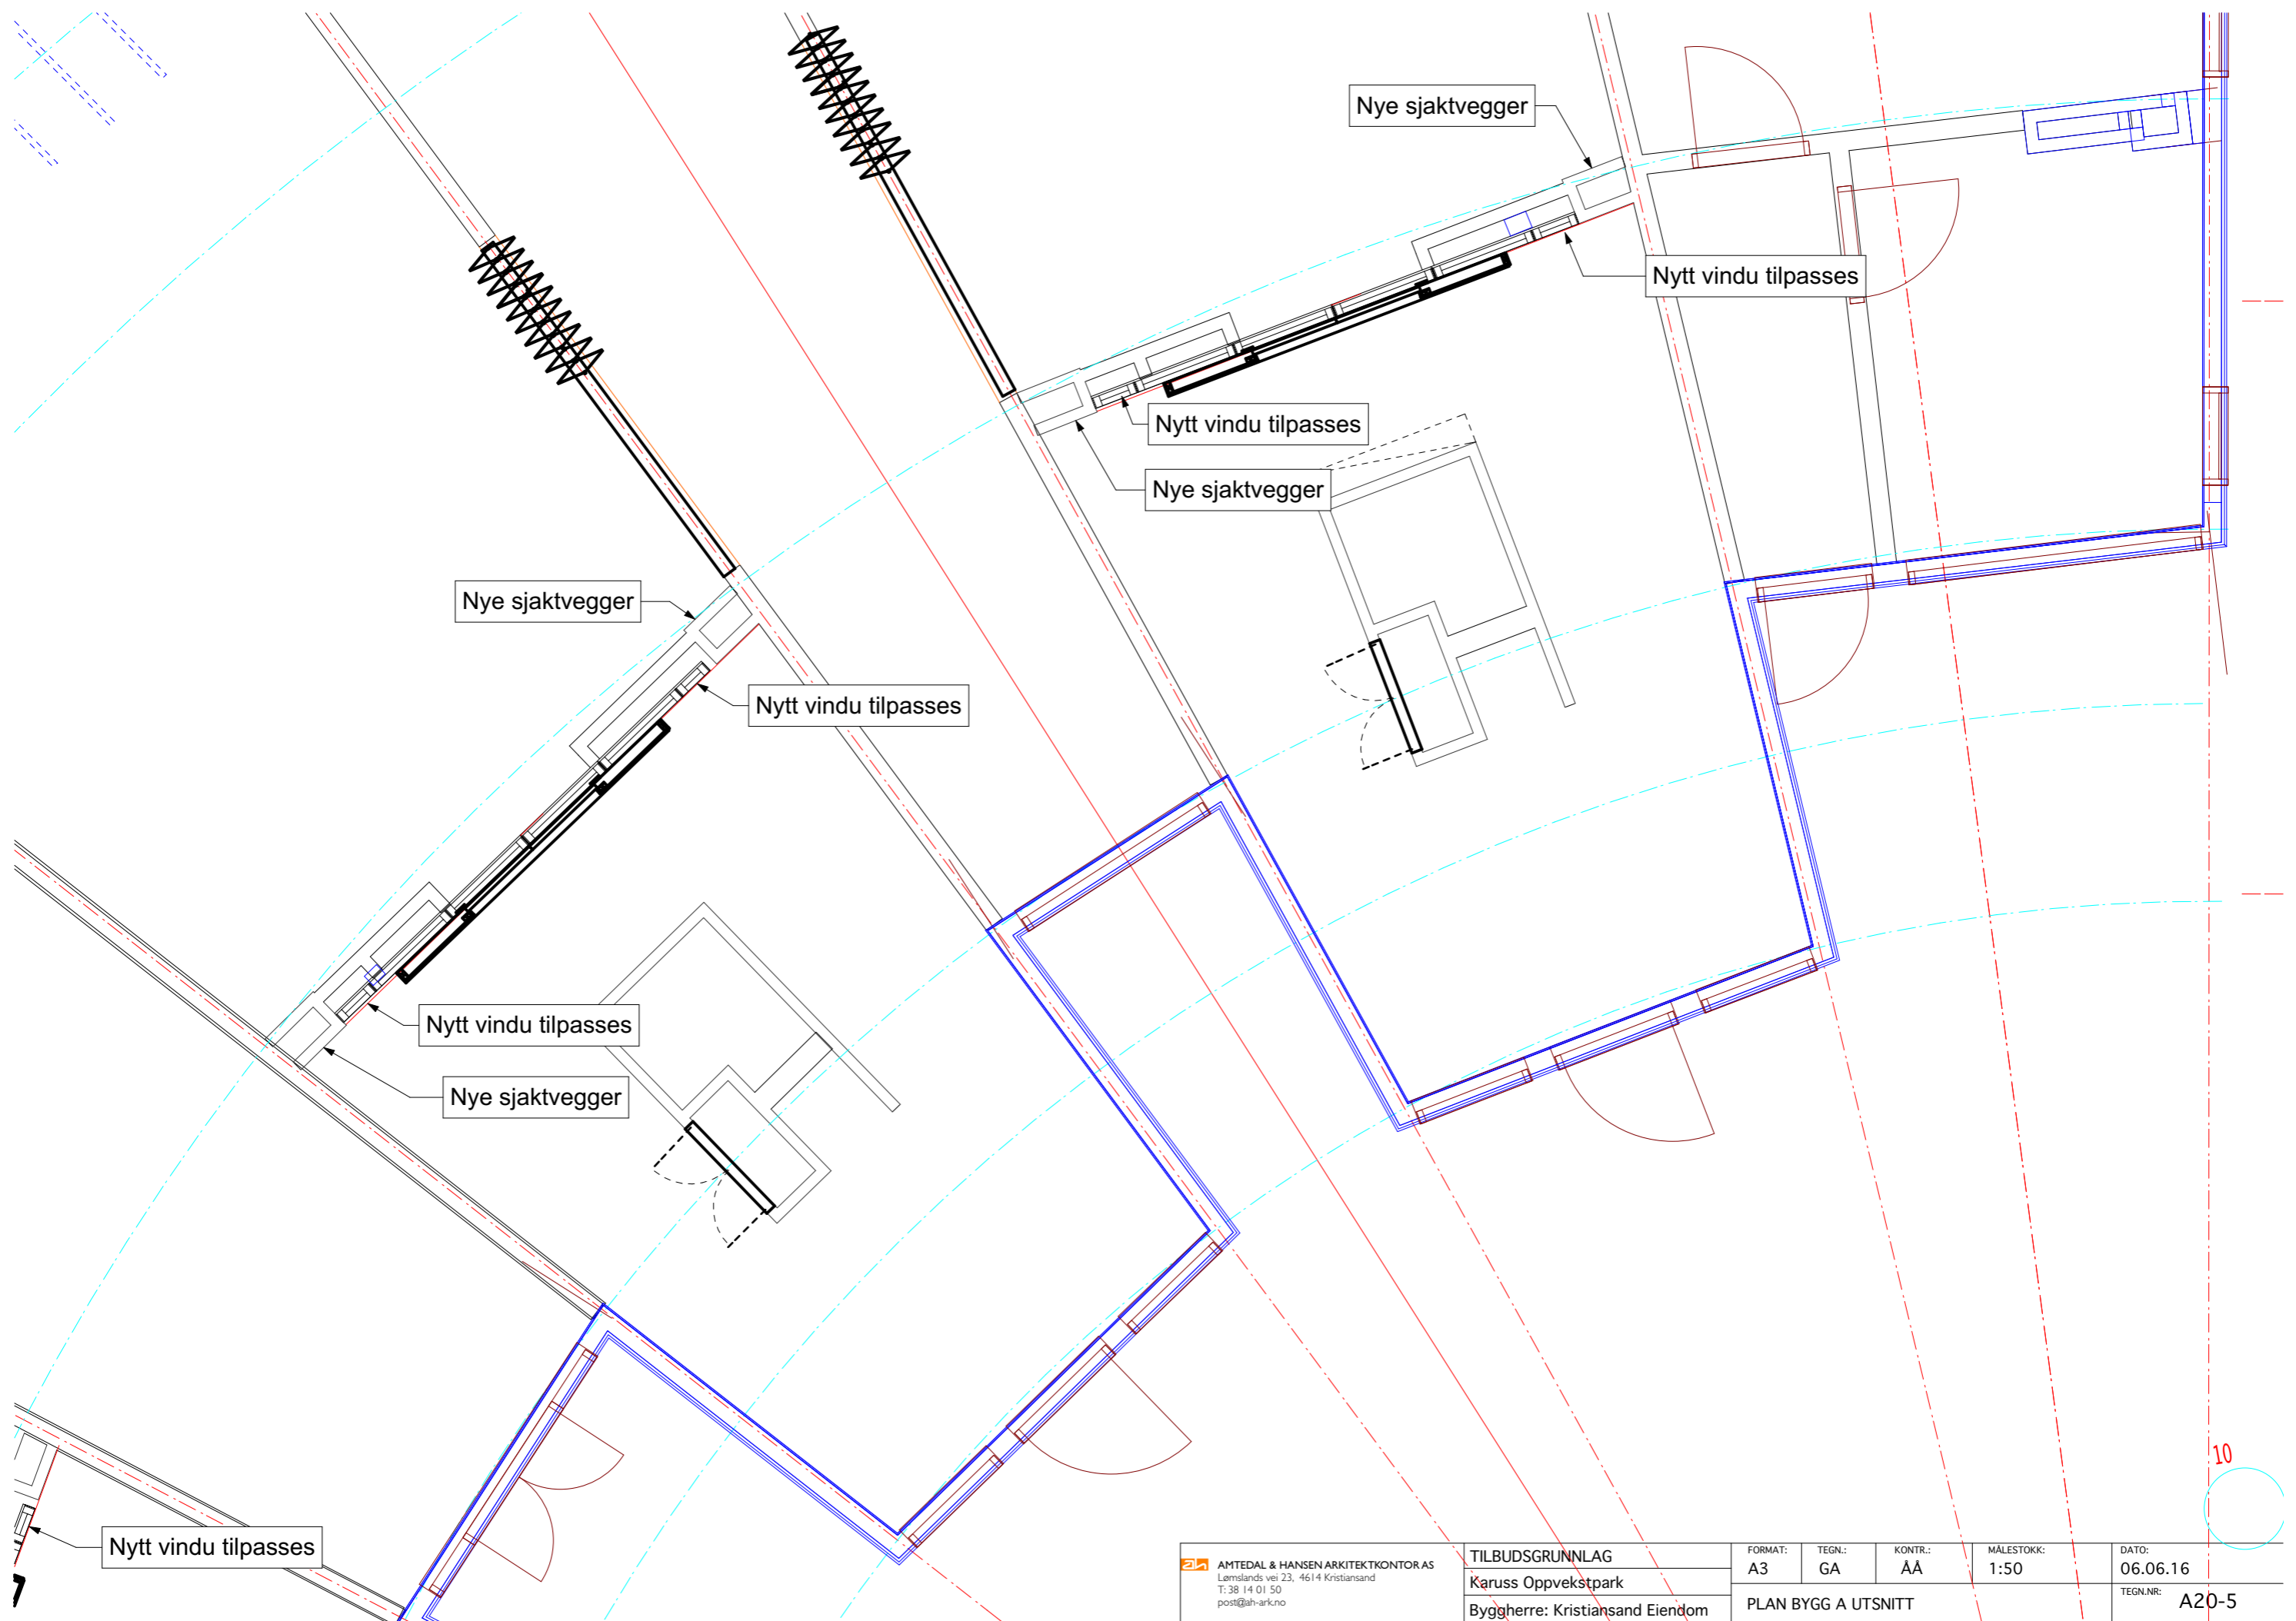 Nye sjaktvegger
Nytt vindu tilpasses
Nytt vindu tilpasses
Nye sjaktvegger
Nye sjaktvegger
Nytt vindu tilpasses
Nytt vindu tilpasses
Nye sjaktvegger
Nytt vindu tilpasses
10
ah AMTEDAL & HANSEN ARKITEKTKONTOR AS
Lømslands vei 23, 4614 Kristiansand
T: 38 14 01 50
post@ah-ark.no
TILBUDSGRUNNLAG
Karuss Oppvekstpark
Byggherre: Kristiansand Eiendom
FORMAT: TEGN.: KONTR.: MÅLESTOKK: DATO:
A3 GA ÅÅ 1:50 06.06.16
PLAN BYGG A UTSNITT
TEGN.NR: A20-5